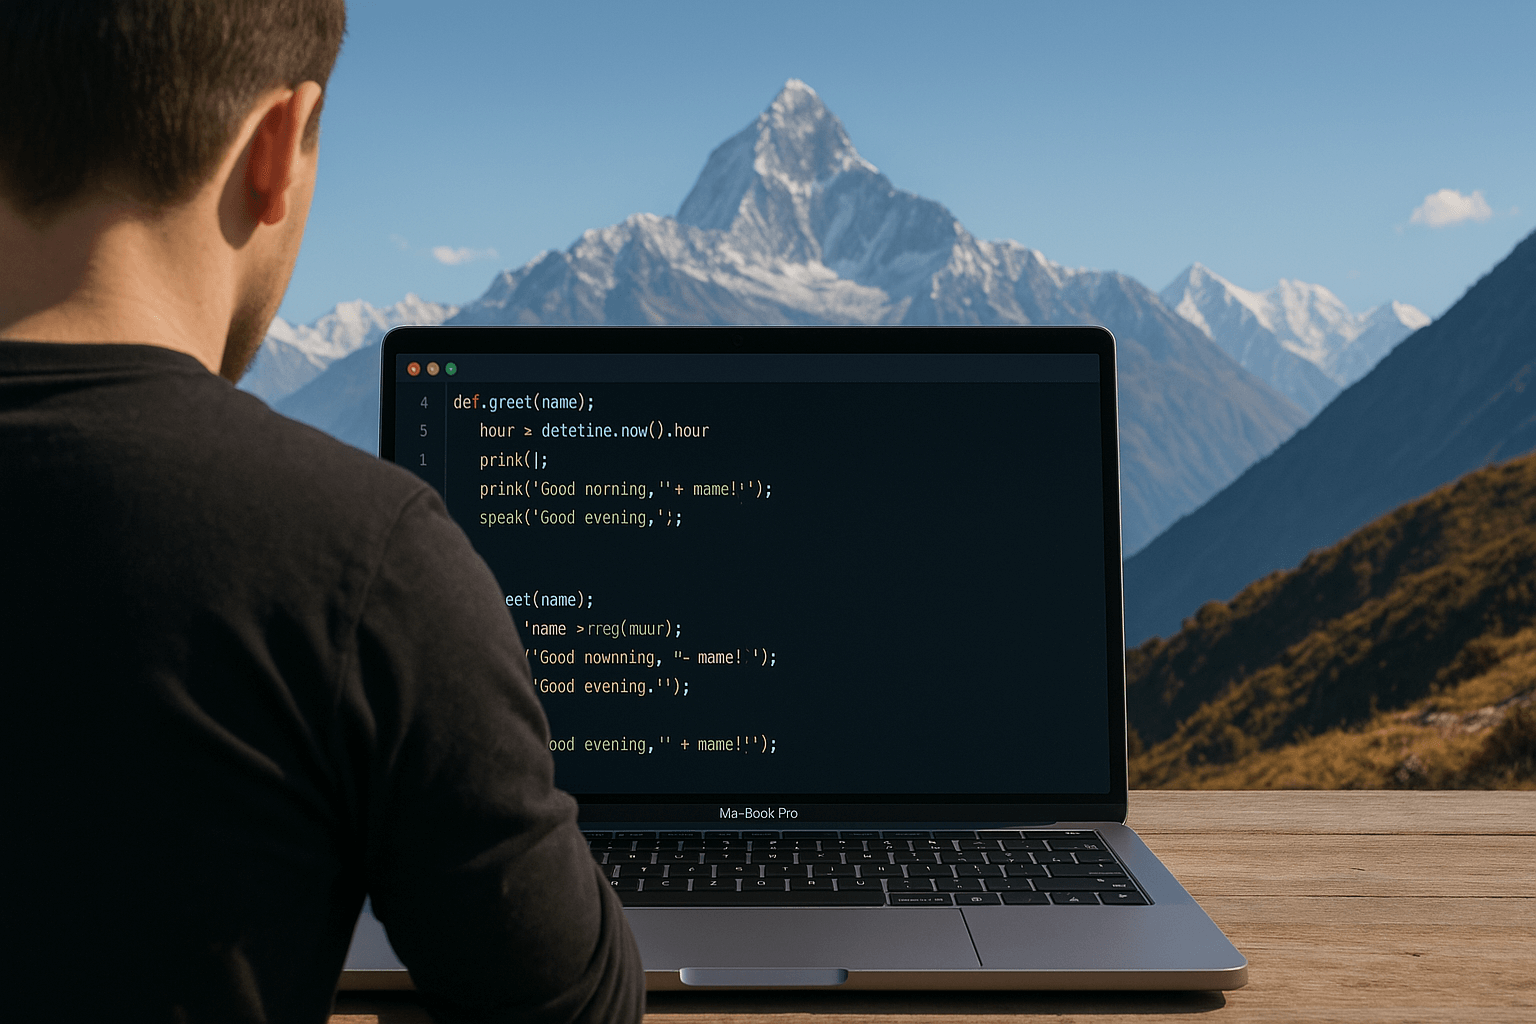 4 def.greet(name);
5 hour ≥ detetine.now().hour
1 prink(|;
prink('Good norning,'' + mame!'');
speak('Good evening,';
eet(name);
'name >rreg(muur);
('Good nownning, "- mame! ');
'Good evening.'');
ood evening,'' + mame!!'');
Ma-Book Pro